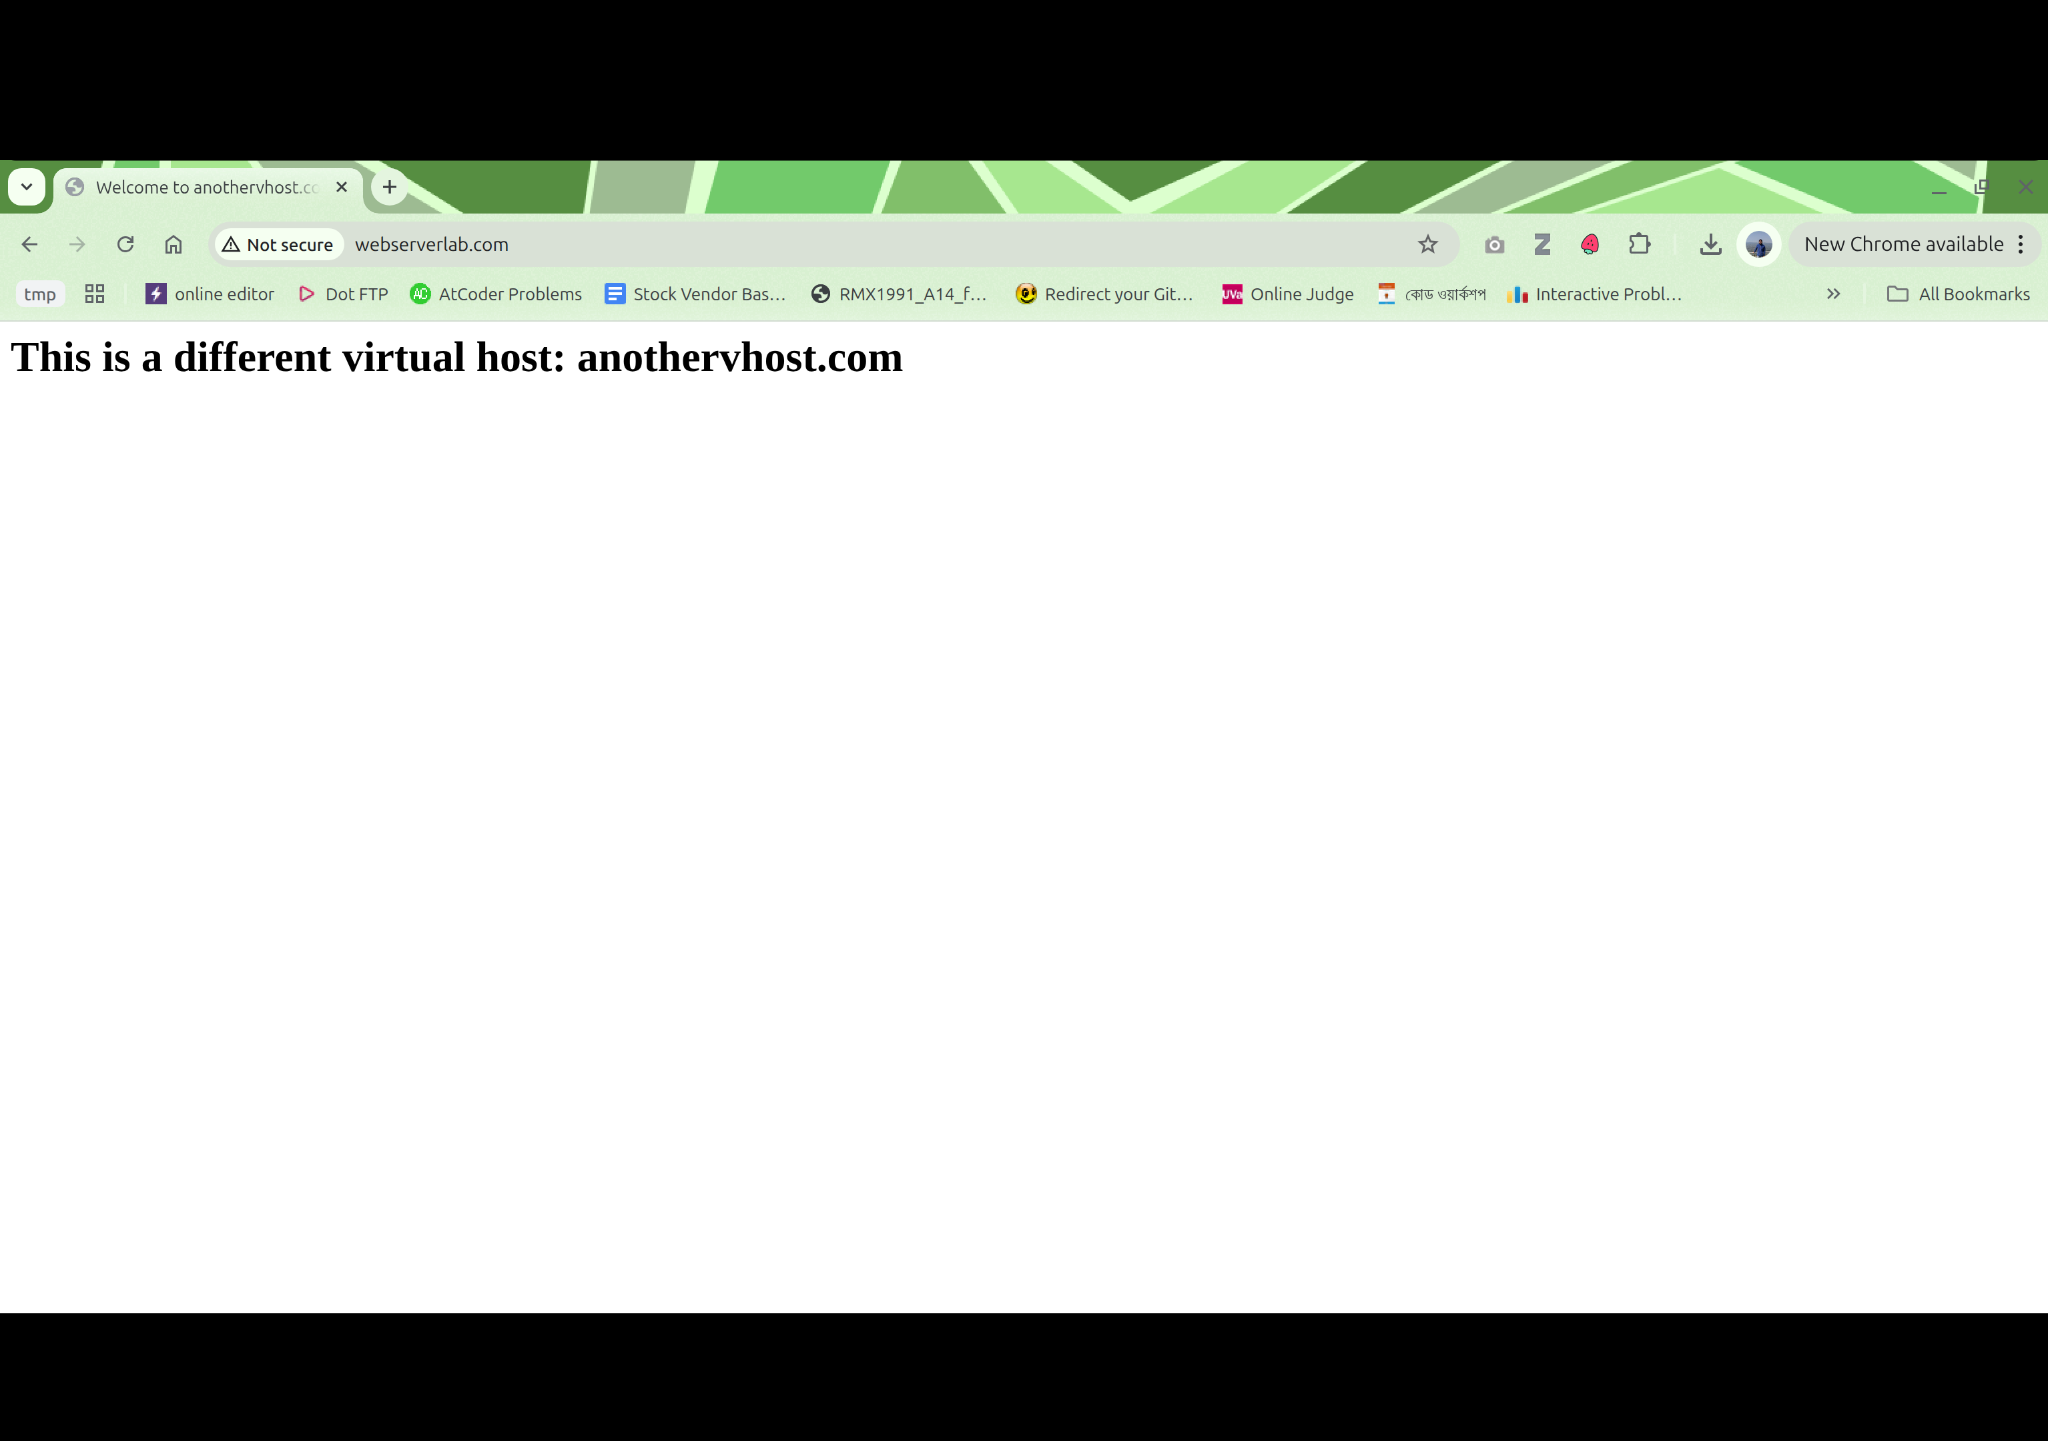 Welcome to anothervhost.co
Not secure webserverlab.com New Chrome available
tmp online editor Dot FTP AtCoder Problems Stock Vendor Bas... RMX1991_A14_f... Redirect your Git... Online Judge কোড ওয়ার্কশপ Interactive Probl... All Bookmarks
This is a different virtual host: anothervhost.com